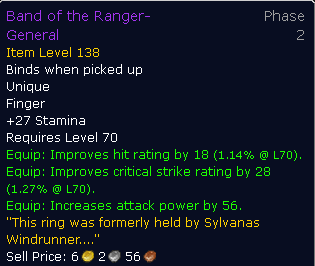 Band of the Ranger-General Phase 2
Item Level 138
Binds when picked up
Unique
Finger
+27 Stamina
Requires Level 70
Equip: Improves hit rating by 18 (1.14% @ L70).
Equip: Improves critical strike rating by 28
(1.27% @ L70).
Equip: Increases attack power by 56.
"This ring was formerly held by Sylvanas
Windrunner...."
Sell Price: 6 2 56